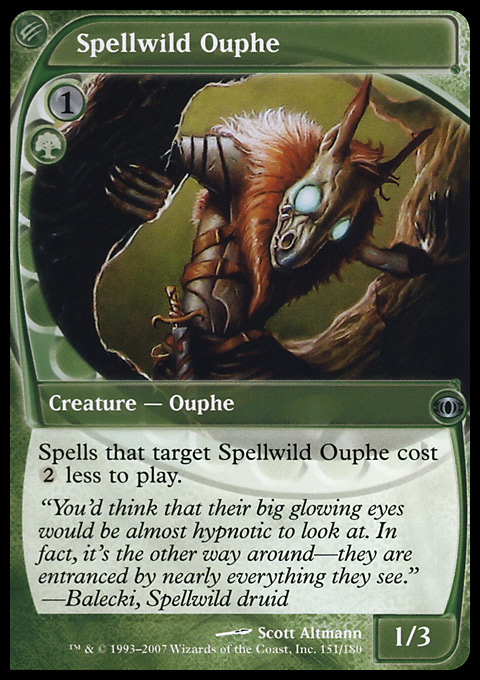 Spellwild Ouphe
1
Creature — Ouphe
Spells that target Spellwild Ouphe cost
2 less to play.
“You’d think that their big glowing eyes
would be almost hypnotic to look at. In
fact, it’s the other way around—they are
entranced by nearly everything they see.”
—Balecki, Spellwild druid
Scott Altmann
™ & © 1993–2007 Wizards of the Coast, Inc. 151/180
1/3